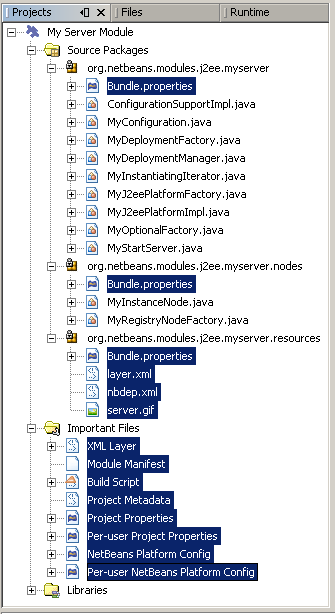 Projects
Files
Runtime
My Server Module
Source Packages
org.netbeans.modules.j2ee.myserver
Bundle.properties
ConfigurationSupportImpl.java
MyConfiguration.java
MyDeploymentFactory.java
MyDeploymentManager.java
MyInstantiatingIterator.java
MyJ2eePlatformFactory.java
MyJ2eePlatformImpl.java
MyOptionalFactory.java
MyStartServer.java
org.netbeans.modules.j2ee.myserver.nodes
Bundle.properties
MyInstanceNode.java
MyRegistryNodeFactory.java
org.netbeans.modules.j2ee.myserver.resources
Bundle.properties
layer.xml
nbdep.xml
server.gif
Important Files
XML Layer
Module Manifest
Build Script
Project Metadata
Project Properties
Per-user Project Properties
NetBeans Platform Config
Per-user NetBeans Platform Config
Libraries